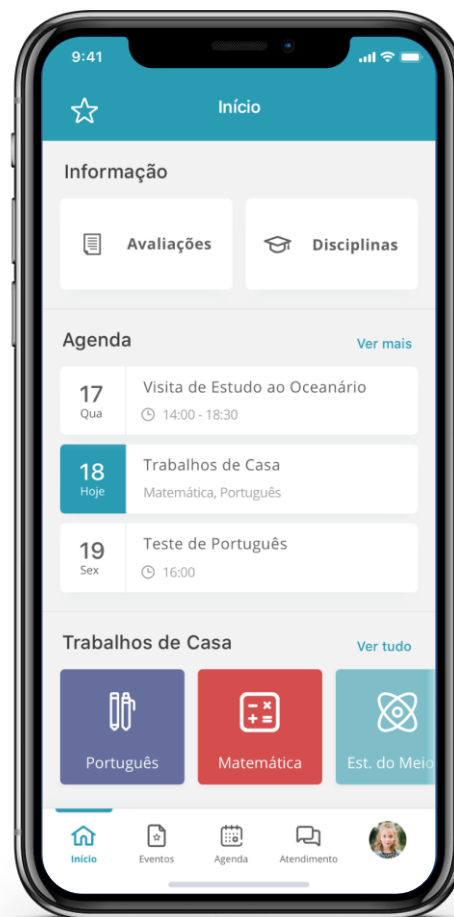 9:41
Início
Informação
Avaliações
Disciplinas
Agenda
Ver mais
17
Qua
Visita de Estudo ao Oceanário
14:00 - 18:30
18
Hoje
Trabalhos de Casa
Matemática, Português
19
Sex
Teste de Português
16:00
Trabalhos de Casa
Ver tudo
Português
Matemática
Est. do Meio
Início
Eventos
Agenda
Atendimento